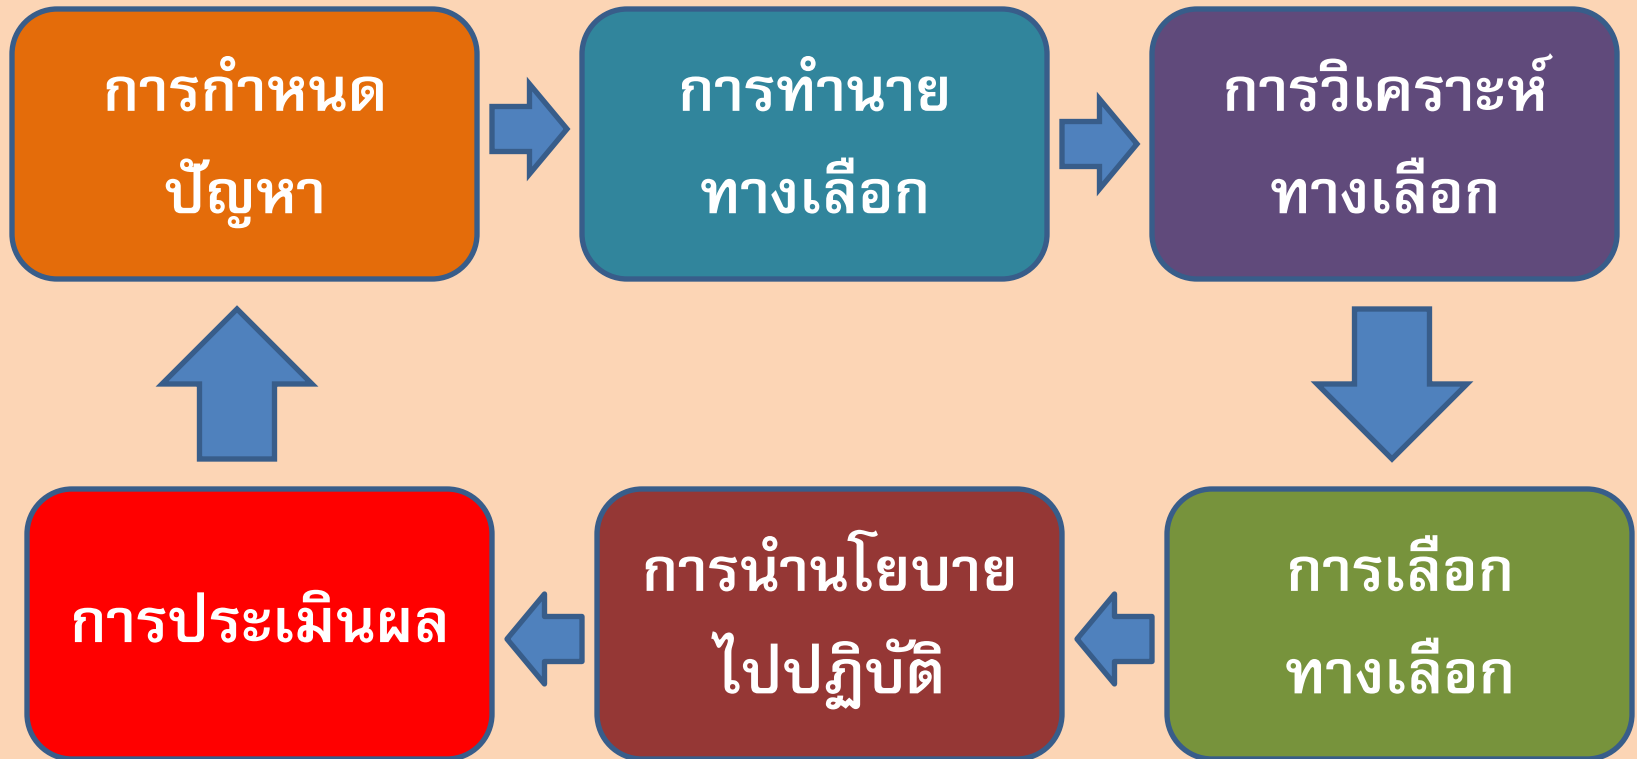 การกำหนด
ปัญหา
การทำนาย
ทางเลือก
การวิเคราะห์
ทางเลือก
การเลือก
ทางเลือก
การนำนโยบาย
ไปปฏิบัติ
การประเมินผล